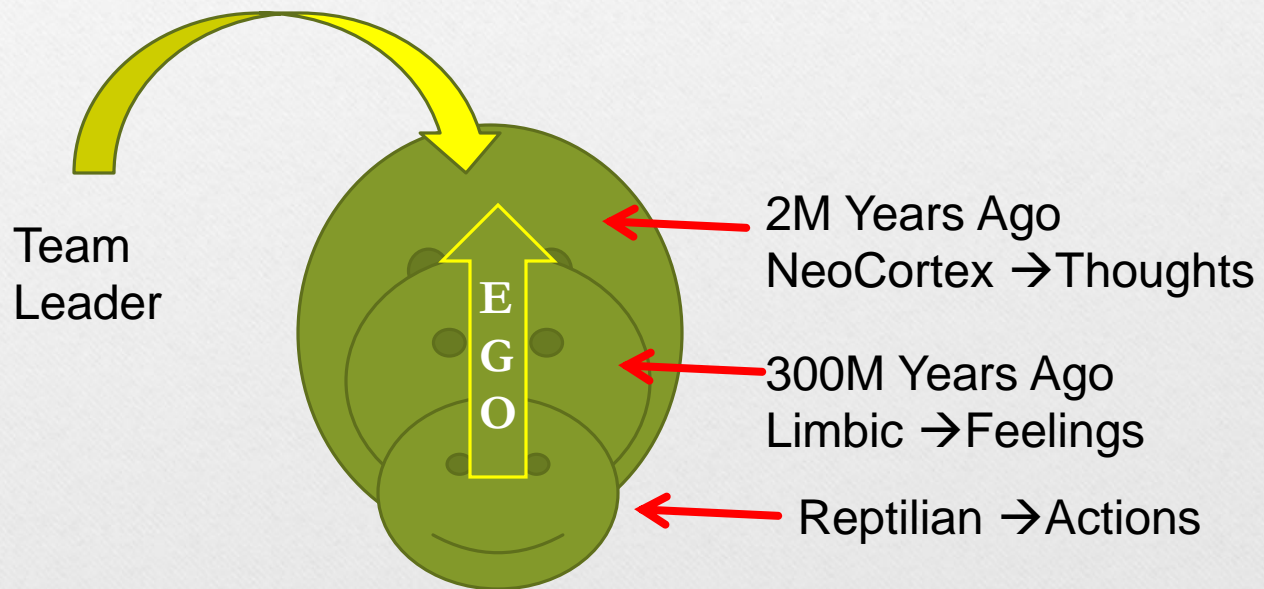 Team
Leader
E
G
O
2M Years Ago
NeoCortex →Thoughts
300M Years Ago
Limbic →Feelings
Reptilian →Actions